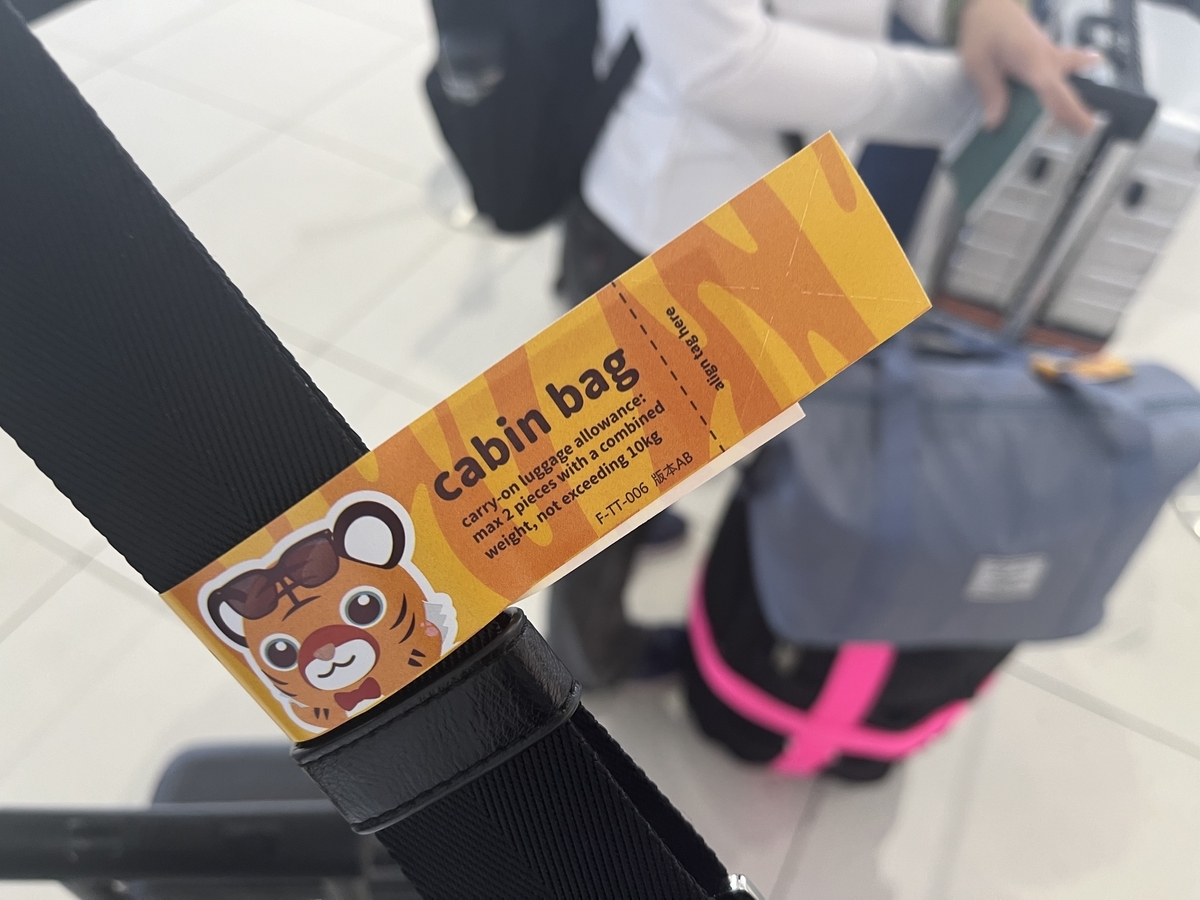 cabin bag
carry-on luggage allowance:
max 2 pieces with a combined
weight, not exceeding 10kg
F-TT-006 版本AB
align tag here